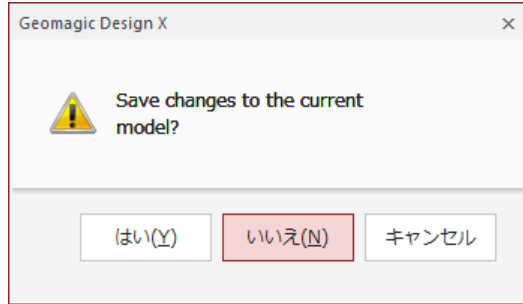 Geomagic Design X
Save changes to the current
model?
はい(Y) いいえ(N) キャンセル